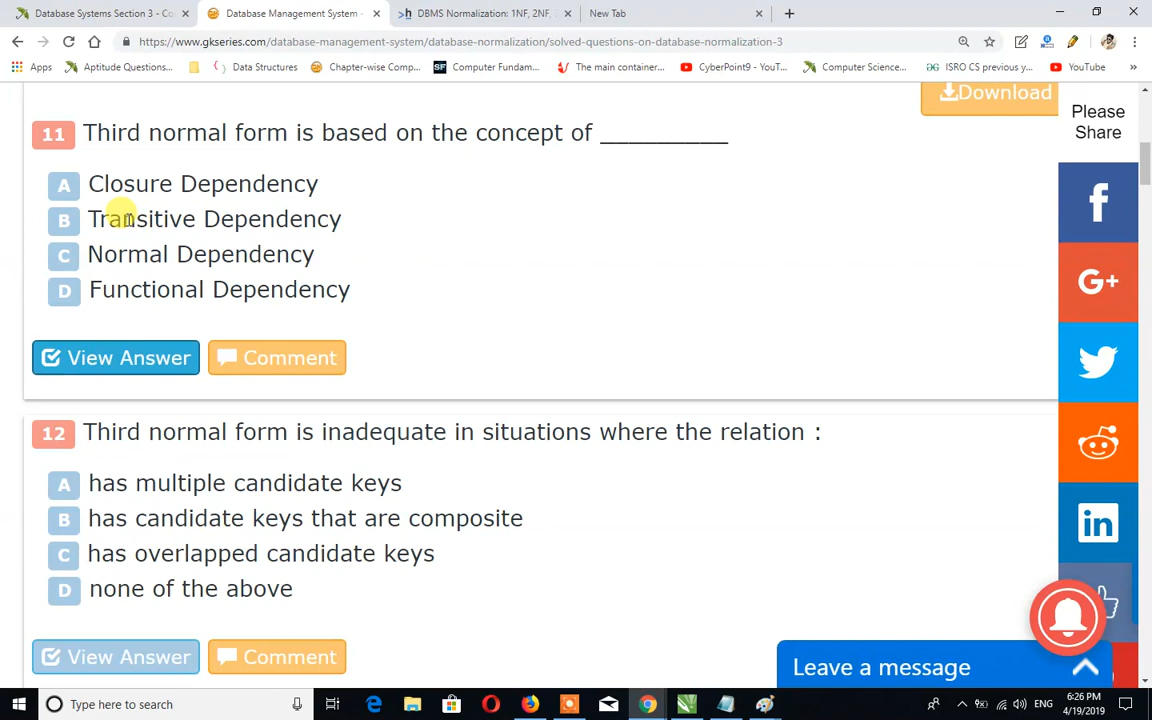 Database Systems Section 3 - Co
Database Management System -
DBMS Normalization: 1NF, 2NF,
New Tab
https://www.gkseries.com/database-management-system/database-normalization/solved-questions-on-database-normalization-3
Apps
Aptitude Questions...
Data Structures
Chapter-wise Comp...
Computer Fundam...
The main container...
CyberPoint9 - YouT...
Computer Science...
ISRO CS previous y...
YouTube
Download
Please
Share
11 Third normal form is based on the concept of __________
A Closure Dependency
B Transitive Dependency
C Normal Dependency
D Functional Dependency
View Answer
Comment
12 Third normal form is inadequate in situations where the relation :
A has multiple candidate keys
B has candidate keys that are composite
C has overlapped candidate keys
D none of the above
View Answer
Comment
Leave a message
Type here to search
ENG
6:26 PM
4/19/2019